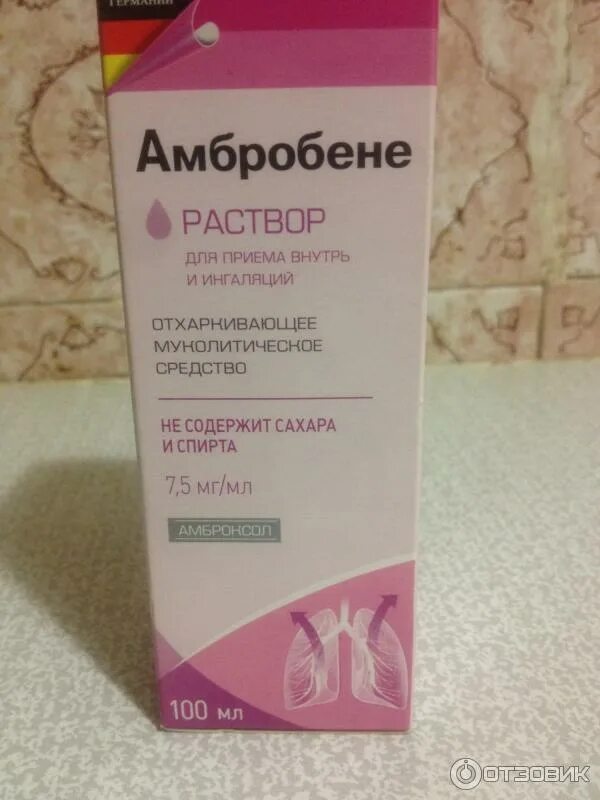 ГЕРМАНИИ
Амбробене
РАСТВОР
ДЛЯ ПРИЕМА ВНУТРЬ
И ИНГАЛЯЦИЙ
ОТХАРКИВАЮЩЕЕ
МУКОЛИТИЧЕСКОЕ
СРЕДСТВО
НЕ СОДЕРЖИТ САХАРА
И СПИРТА
7,5 мг/мл
АМБРОКСОЛ
100 мл
ОТЗОВИК